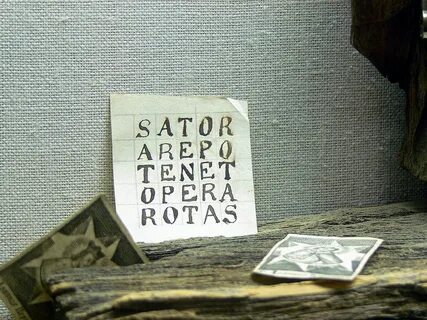 SATOR
AREPO
TENET
OPERA
ROTAS